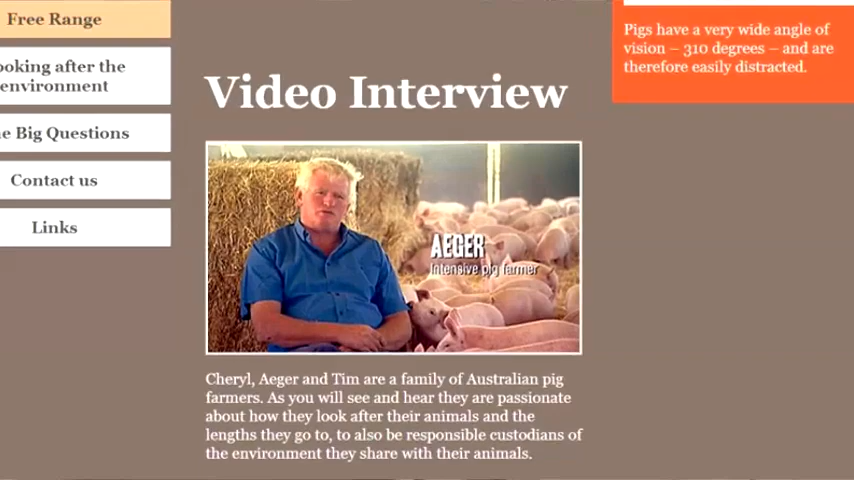 Free Range
ooking after the
environment
e Big Questions
Contact us
Links
Video Interview
AEGER
Intensive pig farmer
Cheryl, Aeger and Tim are a family of Australian pig
farmers. As you will see and hear they are passionate
about how they look after their animals and the
lengths they go to, to also be responsible custodians of
the environment they share with their animals.
Pigs have a very wide angle of
vision – 310 degrees – and are
therefore easily distracted.